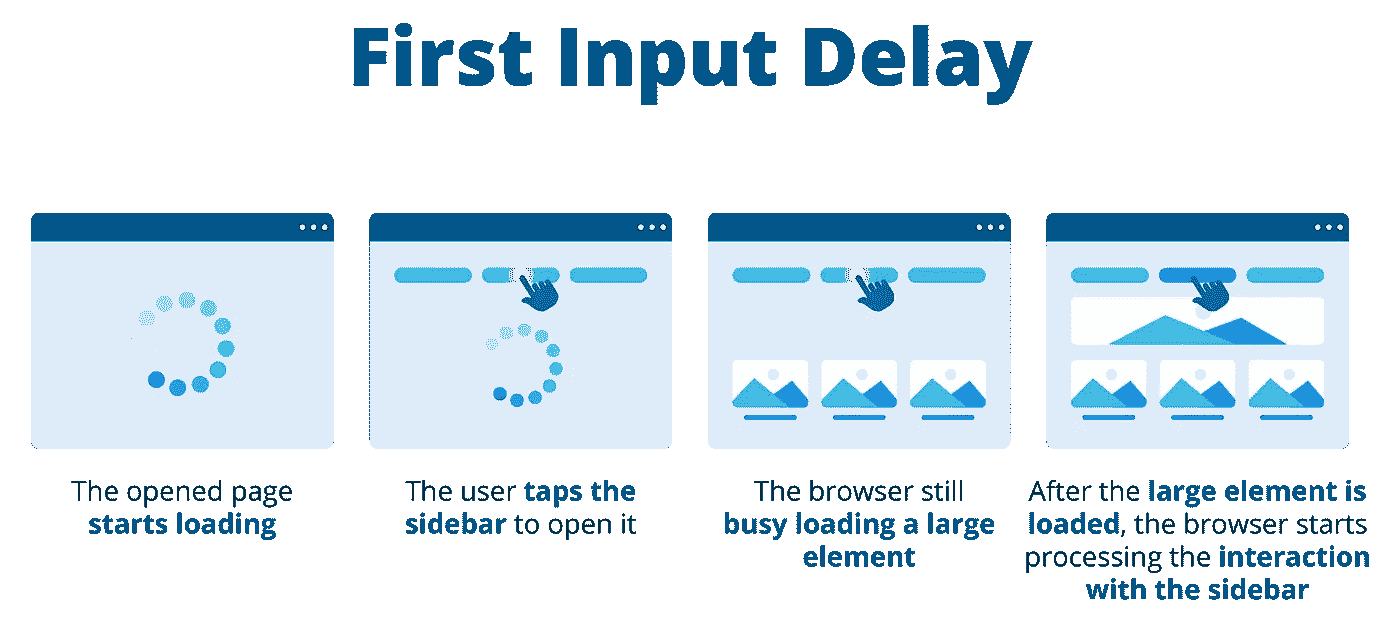 First Input Delay
The opened page
starts loading
The user taps the
sidebar to open it
The browser still
busy loading a large
element
After the large element is
loaded, the browser starts
processing the interaction
with the sidebar